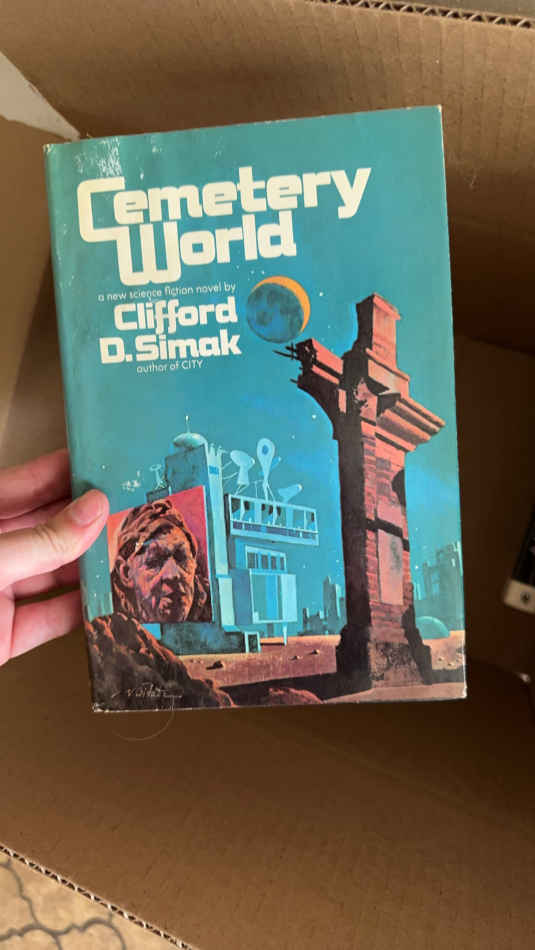 Cemetery
World
a new science fiction novel by
Clifford
D. Simak
author of CITY